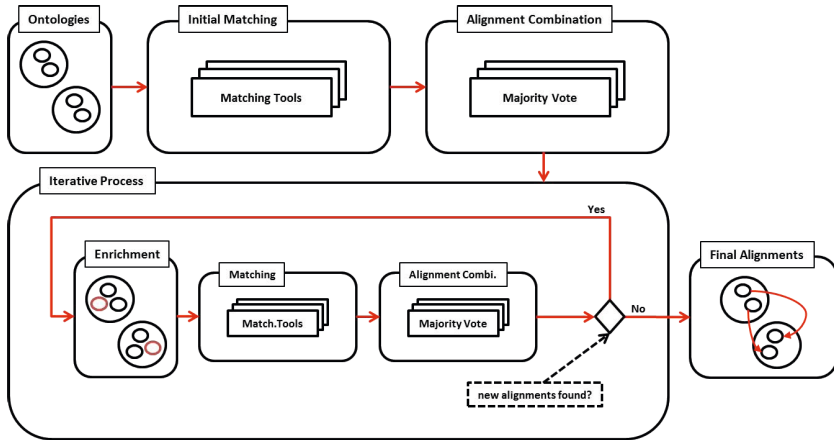 Ontologies
Initial Matching
Alignment Combination
Matching Tools
Majority Vote
Iterative Process
Yes
Enrichment
Matching
Alignment Combi.
Final Alignments
Match.Tools
Majority Vote
No
new alignments found?